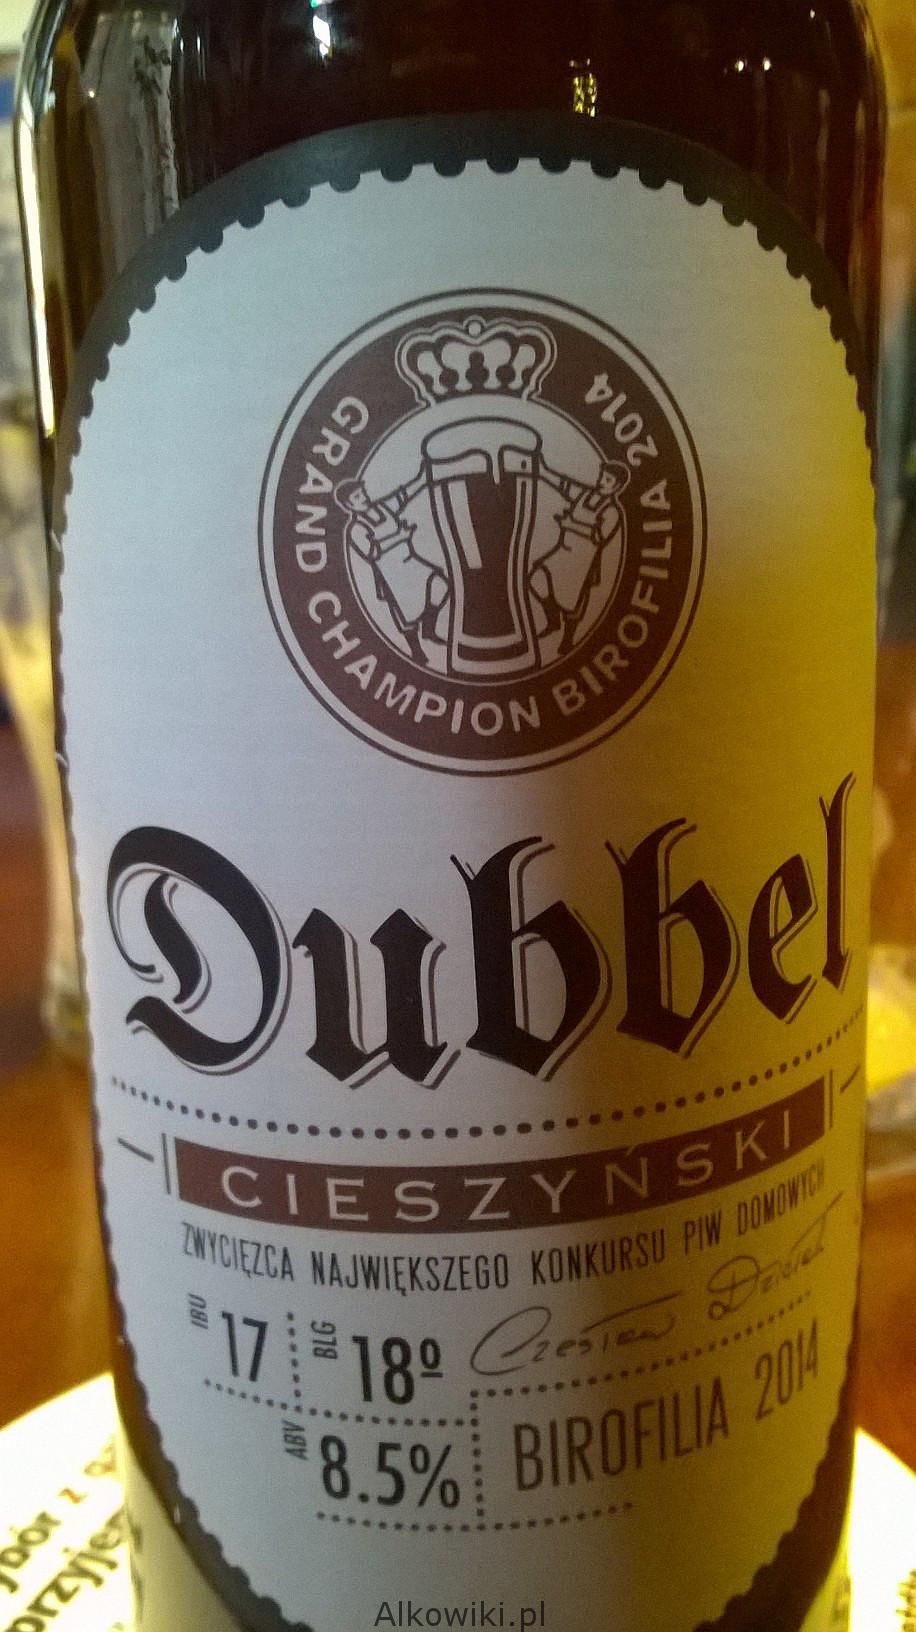 GRAND CHAMPION BIROFILIA 2014
Dubbel
CIESZYŃSKI
ZWYCIĘZCA NAJWIĘKSZEGO KONKURSU PIW DOMOWYCH
IBU 17 BLG 18º Czesław
ABV 8.5% BIROFILIA 2014
Alkowiki.pl